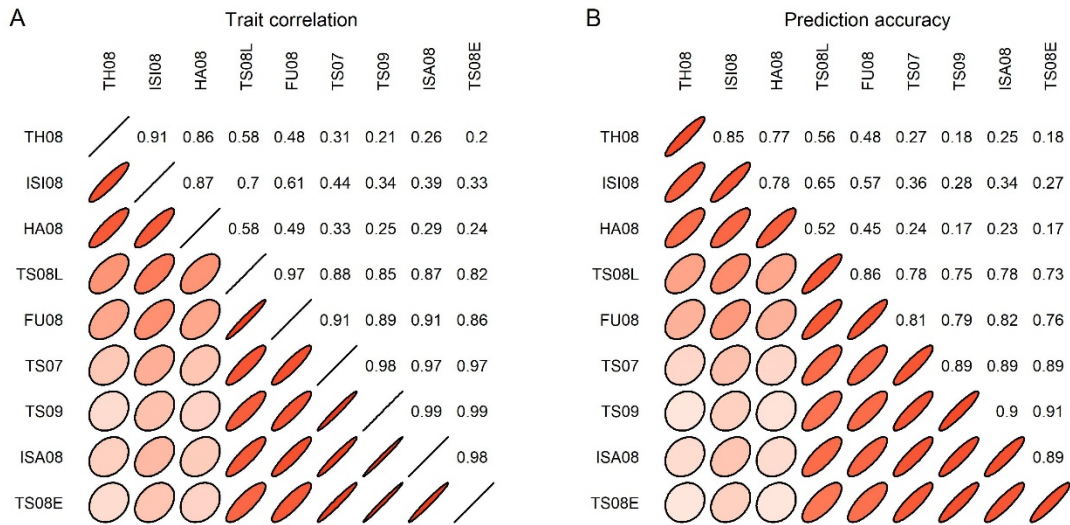 A Trait correlation
TH08 ISI08 HA08 TS08L FU08 TS07 TS09 ISA08 TS08E
TH08 0.91 0.86 0.58 0.48 0.31 0.21 0.26 0.2
ISI08 0.87 0.7 0.61 0.44 0.34 0.39 0.33
HA08 0.58 0.49 0.33 0.25 0.29 0.24
TS08L 0.97 0.88 0.85 0.87 0.82
FU08 0.91 0.89 0.91 0.86
TS07 0.98 0.97 0.97
TS09 0.99 0.99
ISA08 0.98
TS08E
B Prediction accuracy
TH08 ISI08 HA08 TS08L FU08 TS07 TS09 ISA08 TS08E
TH08 0.85 0.77 0.56 0.48 0.27 0.18 0.25 0.18
ISI08 0.78 0.65 0.57 0.36 0.28 0.34 0.27
HA08 0.52 0.45 0.24 0.17 0.23 0.17
TS08L 0.86 0.78 0.75 0.78 0.73
FU08 0.81 0.79 0.82 0.76
TS07 0.89 0.89 0.89
TS09 0.9 0.91
ISA08 0.89
TS08E